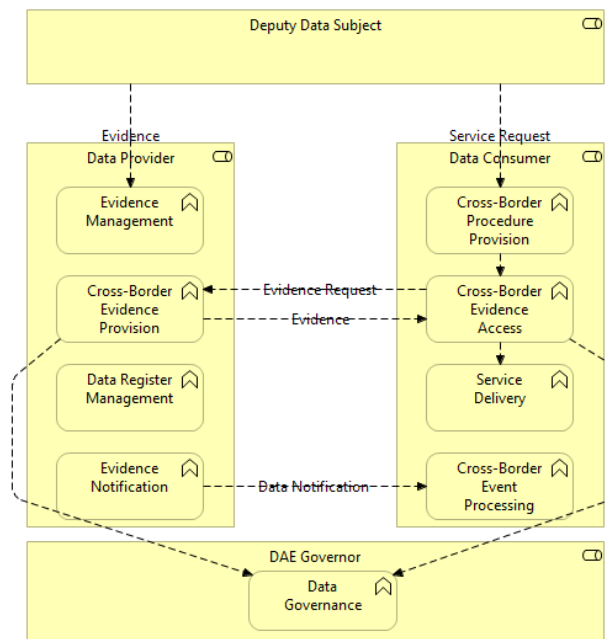 Deputy Data Subject
Evidence
Service Request
Data Provider
Data Consumer
Evidence
Management
Cross-Border
Procedure
Provision
Cross-Border
Evidence
Provision
Evidence Request
Evidence
Cross-Border
Evidence
Access
Data Register
Management
Service
Delivery
Evidence
Notification
Data Notification
Cross-Border
Event
Processing
DAE Governor
Data
Governance